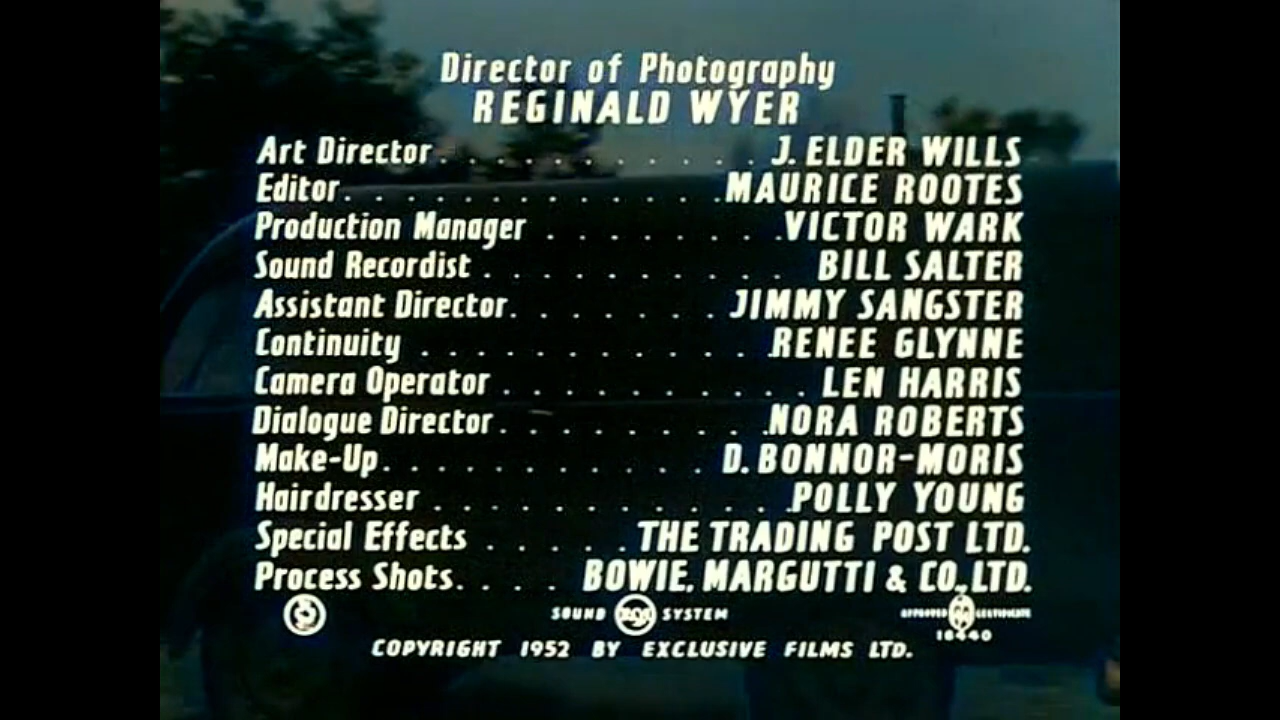 Director of Photography
REGINALD WYER
Art Director. . . . . . . . . . . . J. ELDER WILLS
Editor. . . . . . . . . . . . . .MAURICE ROOTES
Production Manager . . . . . . . .VICTOR WARK
Sound Recordist . . . . . . . . . . BILL SALTER
Assistant Director. . . . . . . JIMMY SANGSTER
Continuity . . . . . . . . . . . . .RENEE GLYNNE
Camera Operator . . . . . . . . . . LEN HARRIS
Dialogue Director. . . . . . . . .NORA ROBERTS
Make-Up. . . . . . . . . . . D. BONNOR-MORIS
Hairdresser . . . . . . . . . . . .POLLY YOUNG
Special Effects . . . . .THE TRADING POST LTD.
Process Shots. . . . BOWIE, MARGUTTI & CO., LTD.
SOUND RCA SYSTEM APPROVED CERTIFICATE
16440
COPYRIGHT 1952 BY EXCLUSIVE FILMS LTD.